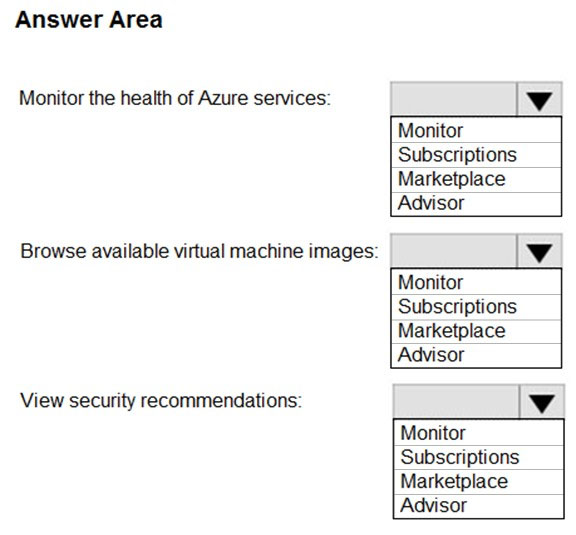 Answer Area
Monitor the health of Azure services:
Monitor
Subscriptions
Marketplace
Advisor
Browse available virtual machine images:
Monitor
Subscriptions
Marketplace
Advisor
View security recommendations:
Monitor
Subscriptions
Marketplace
Advisor